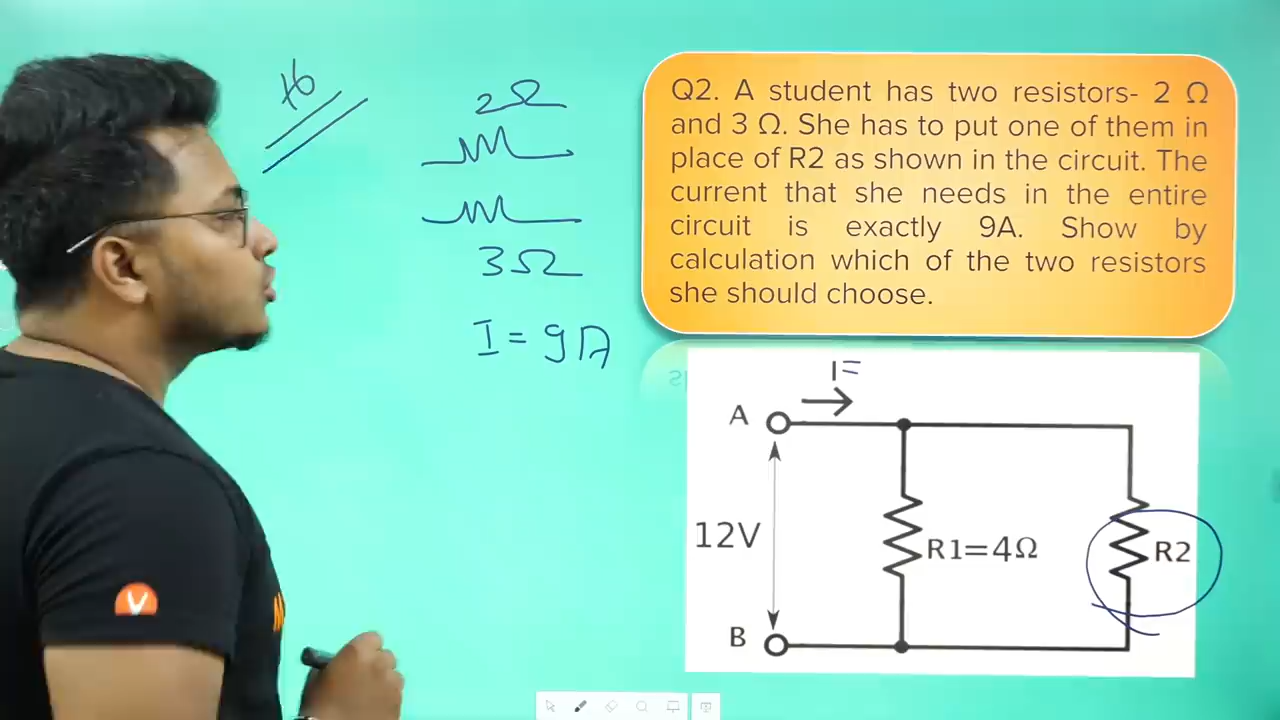 2Ω
3Ω
I = 9A
Q2. A student has two resistors- 2 Ω
and 3 Ω. She has to put one of them in
place of R2 as shown in the circuit. The
current that she needs in the entire
circuit is exactly 9A. Show by
calculation which of the two resistors
she should choose.
I=
A
12V
R1=4Ω
R2
B